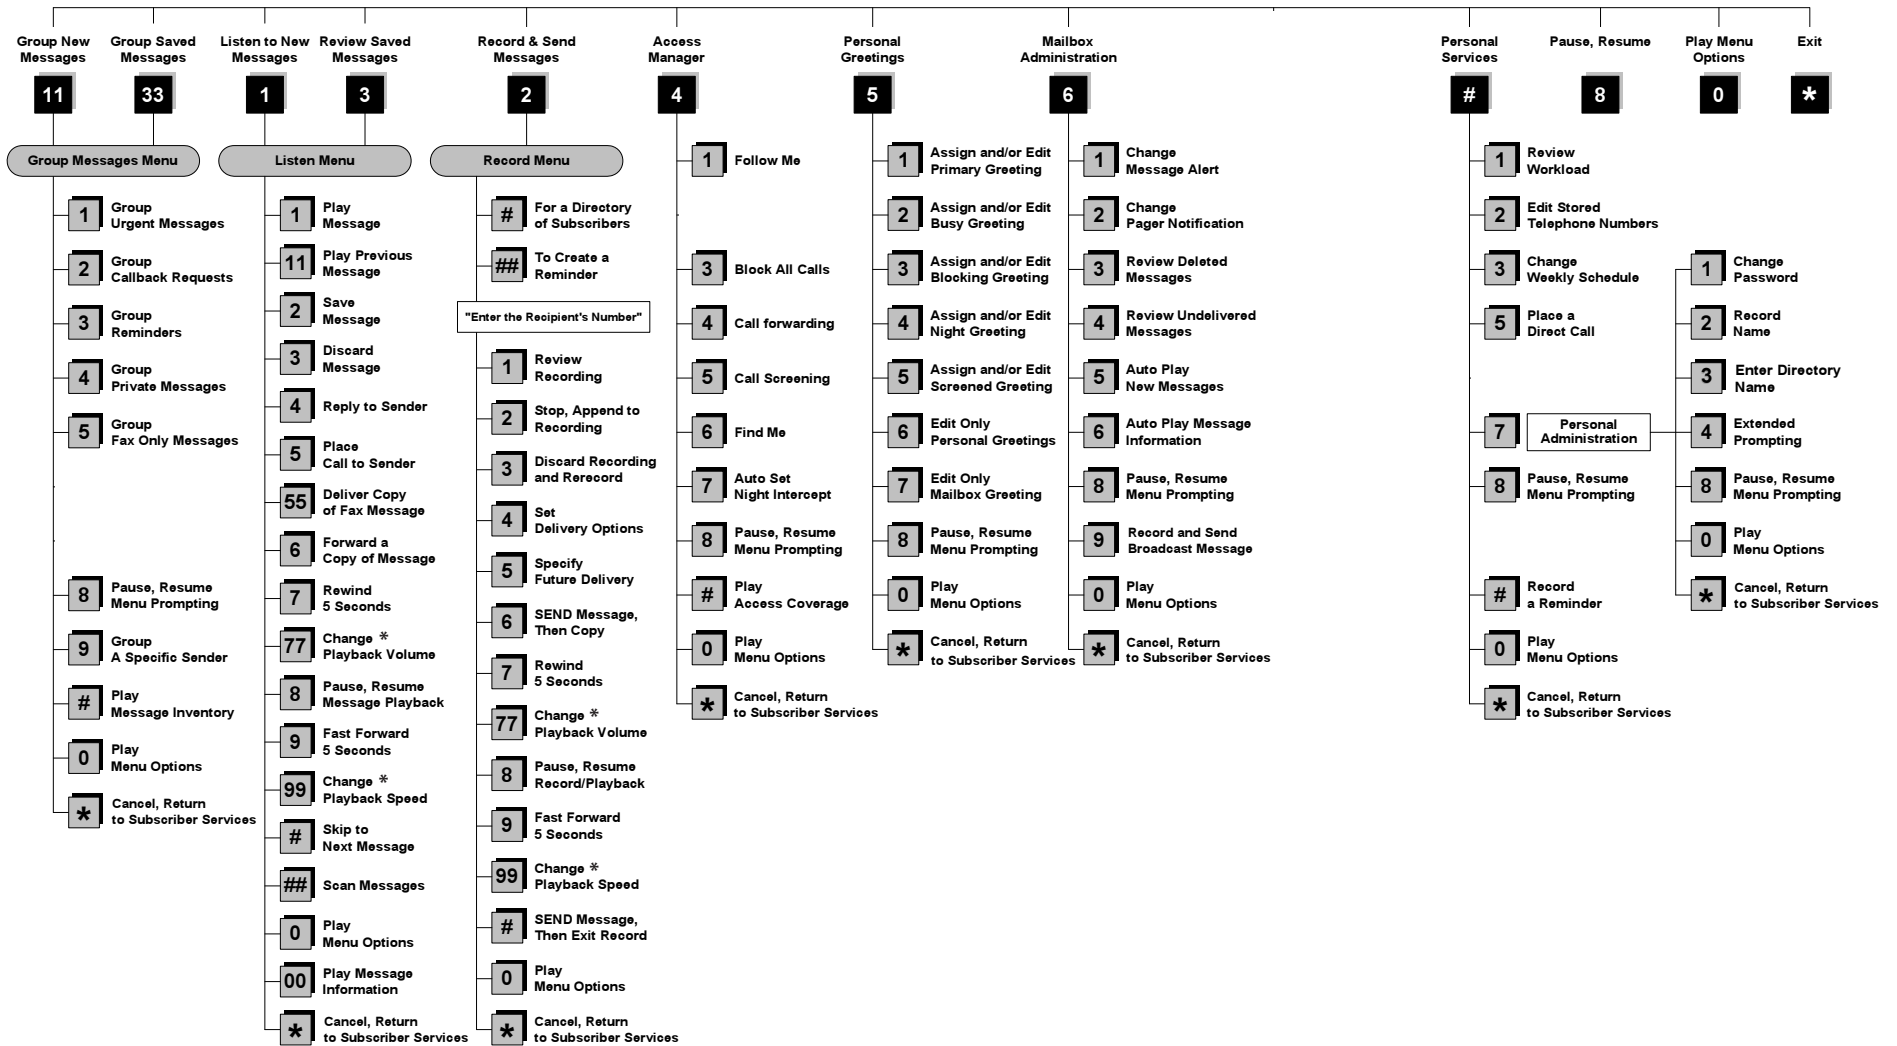 Group New
Messages
11
Group Saved
Messages
33
Listen to New
Messages
1
Review Saved
Messages
3
Record & Send
Messages
2
Access
Manager
4
Personal
Greetings
5
Mailbox
Administration
6
Personal
Services
#
Pause, Resume
8
Play Menu
Options
0
Exit
*
Group Messages Menu
1
Group
Urgent Messages
2
Group
Callback Requests
3
Group
Reminders
4
Group
Private Messages
5
Group
Fax Only Messages
8
Pause, Resume
Menu Prompting
9
Group
A Specific Sender
#
Play
Message Inventory
0
Play
Menu Options
*
Cancel, Return
to Subscriber Services
Listen Menu
1
Play
Message
11
Play Previous
Message
2
Save
Message
3
Discard
Message
4
Reply to Sender
5
Place
Call to Sender
55
Deliver Copy
of Fax Message
6
Forward a
Copy of Message
7
Rewind
5 Seconds
77
Change *
Playback Volume
8
Pause, Resume
Message Playback
9
Fast Forward
5 Seconds
99
Change *
Playback Speed
#
Skip to
Next Message
##
Scan Messages
0
Play
Menu Options
00
Play Message
Information
*
Cancel, Return
to Subscriber Services
Record Menu
#
For a Directory
of Subscribers
##
To Create a
Reminder
"Enter the Recipient's Number"
1
Review
Recording
2
Stop, Append to
Recording
3
Discard Recording
and Rerecord
4
Set
Delivery Options
5
Specify
Future Delivery
6
SEND Message,
Then Copy
7
Rewind
5 Seconds
77
Change *
Playback Volume
8
Pause, Resume
Record/Playback
9
Fast Forward
5 Seconds
99
Change *
Playback Speed
#
SEND Message,
Then Exit Record
0
Play
Menu Options
*
Cancel, Return
to Subscriber Services
1
Follow Me
3
Block All Calls
4
Call forwarding
5
Call Screening
6
Find Me
7
Auto Set
Night Intercept
8
Pause, Resume
Menu Prompting
#
Play
Access Coverage
0
Play
Menu Options
*
Cancel, Return
to Subscriber Services
1
Assign and/or Edit
Primary Greeting
2
Assign and/or Edit
Busy Greeting
3
Assign and/or Edit
Blocking Greeting
4
Assign and/or Edit
Night Greeting
5
Assign and/or Edit
Screened Greeting
6
Edit Only
Personal Greetings
7
Edit Only
Mailbox Greeting
8
Pause, Resume
Menu Prompting
0
Play
Menu Options
*
Cancel, Return
to Subscriber Services
1
Change
Message Alert
2
Change
Pager Notification
3
Review Deleted
Messages
4
Review Undelivered
Messages
5
Auto Play
New Messages
6
Auto Play Message
Information
8
Pause, Resume
Menu Prompting
9
Record and Send
Broadcast Message
0
Play
Menu Options
*
Cancel, Return
to Subscriber Services
1
Review
Workload
2
Edit Stored
Telephone Numbers
3
Change
Weekly Schedule
5
Place a
Direct Call
7
Personal
Administration
8
Pause, Resume
Menu Prompting
#
Record
a Reminder
0
Play
Menu Options
*
Cancel, Return
to Subscriber Services
1
Change
Password
2
Record
Name
3
Enter Directory
Name
4
Extended
Prompting
8
Pause, Resume
Menu Prompting
0
Play
Menu Options
*
Cancel, Return
to Subscriber Services